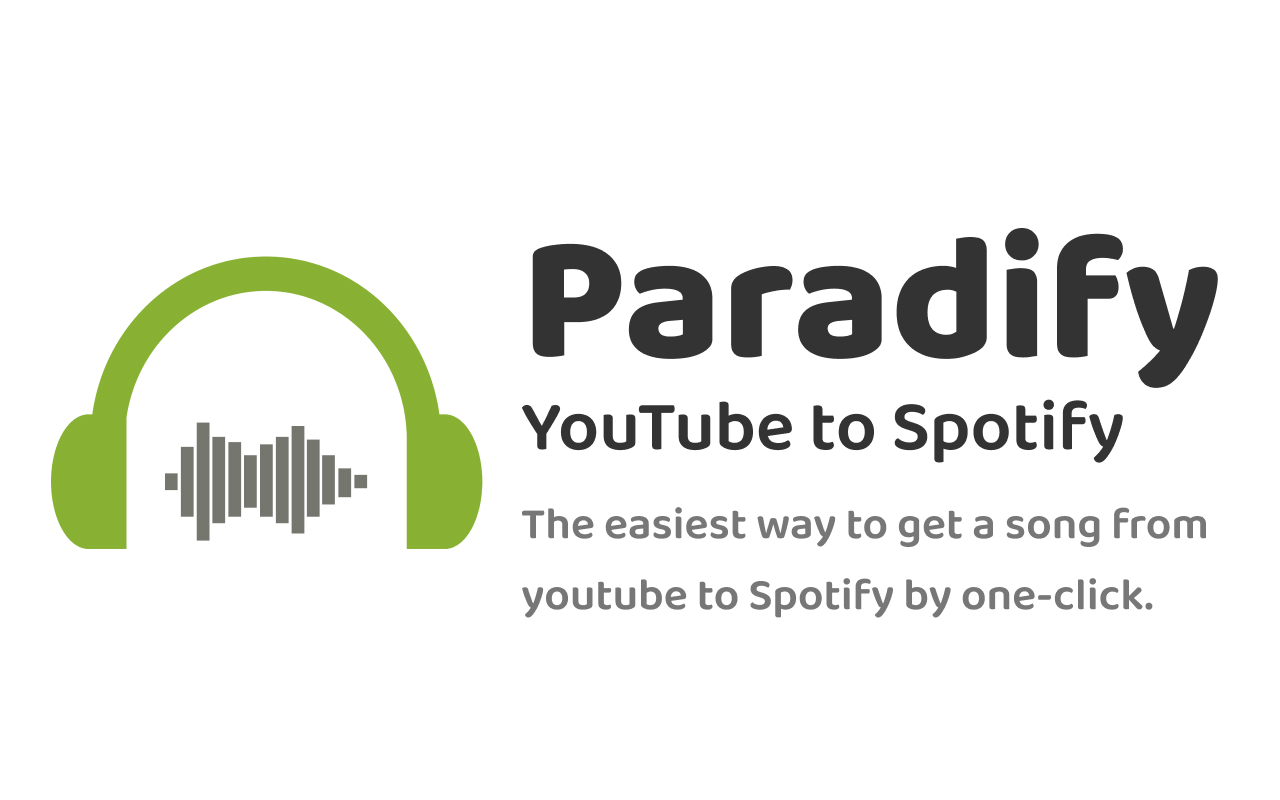 Paradify
YouTube to Spotify
The easiest way to get a song from
youtube to Spotify by one-click.